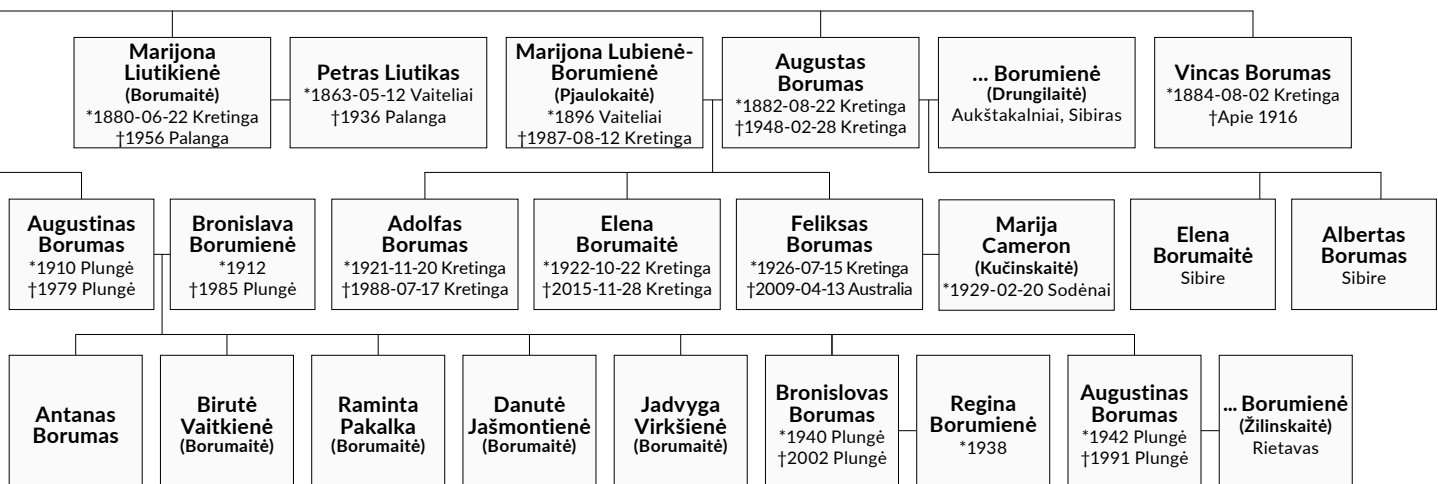 Marijona
Liutikienė
(Borumaitė)
*1880-06-22 Kretinga
†1956 Palanga
Petras Liutikas
*1863-05-12 Vaiteliai
†1936 Palanga
Marijona Lubienė-
Borumienė
(Pjaulokaitė)
*1896 Vaiteliai
†1987-08-12 Kretinga
Augustas
Borumas
*1882-08-22 Kretinga
†1948-02-28 Kretinga
... Borumienė
(Drungilaitė)
Aukštakalniai, Sibiras
Vincas Borumas
*1884-08-02 Kretinga
†Apie 1916
Augustinas
Borumas
*1910 Plungė
†1979 Plungė
Bronislava
Borumienė
*1912
†1985 Plungė
Adolfas
Borumas
*1921-11-20 Kretinga
†1988-07-17 Kretinga
Elena
Borumaitė
*1922-10-22 Kretinga
†2015-11-28 Kretinga
Feliksas
Borumas
*1926-07-15 Kretinga
†2009-04-13 Australia
Marija
Cameron
(Kučinskaitė)
*1929-02-20 Sodėnai
Elena
Borumaitė
Sibire
Albertas
Borumas
Sibire
Antanas
Borumas
Birutė
Vaitkienė
(Borumaitė)
Raminta
Pakalka
(Borumaitė)
Danutė
Jašmontienė
(Borumaitė)
Jadvyga
Virkšienė
(Borumaitė)
Bronislovas
Borumas
*1940 Plungė
†2002 Plungė
Regina
Borumienė
*1938
Augustinas
Borumas
*1942 Plungė
†1991 Plungė
... Borumienė
(Žilinskaitė)
Rietavas